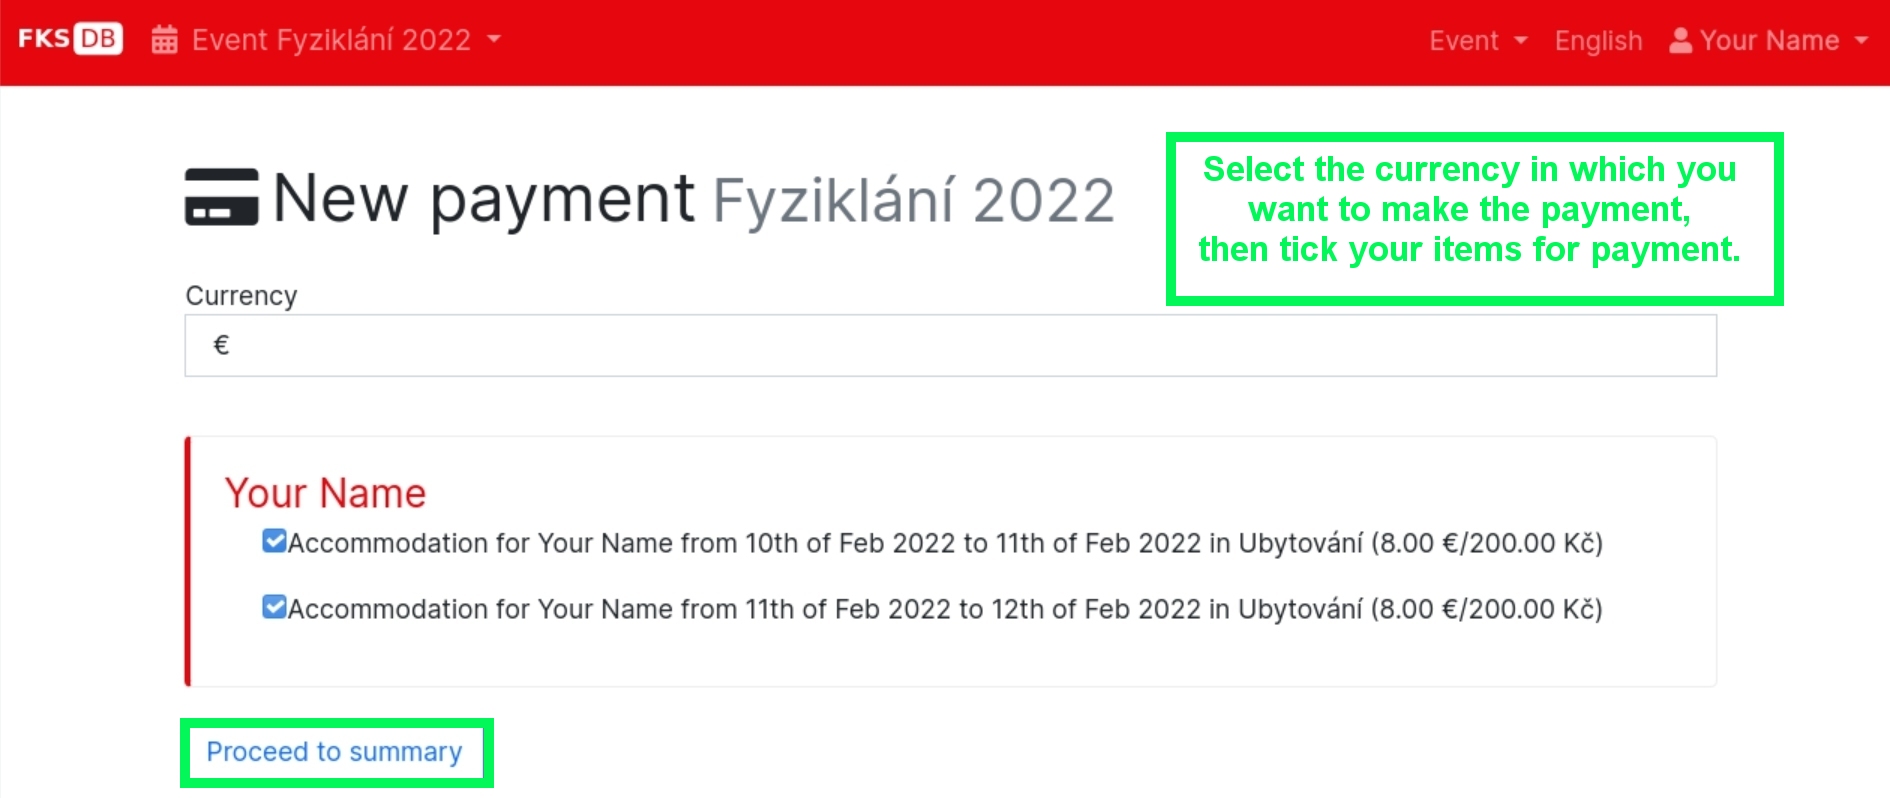 FKS DB Event Fyziklání 2022 Event English Your Name
Select the currency in which you
want to make the payment,
then tick your items for payment.
New payment Fyziklání 2022
Currency
€
Your Name
Accommodation for Your Name from 10th of Feb 2022 to 11th of Feb 2022 in Ubytování (8.00 €/200.00 Kč)
Accommodation for Your Name from 11th of Feb 2022 to 12th of Feb 2022 in Ubytování (8.00 €/200.00 Kč)
Proceed to summary